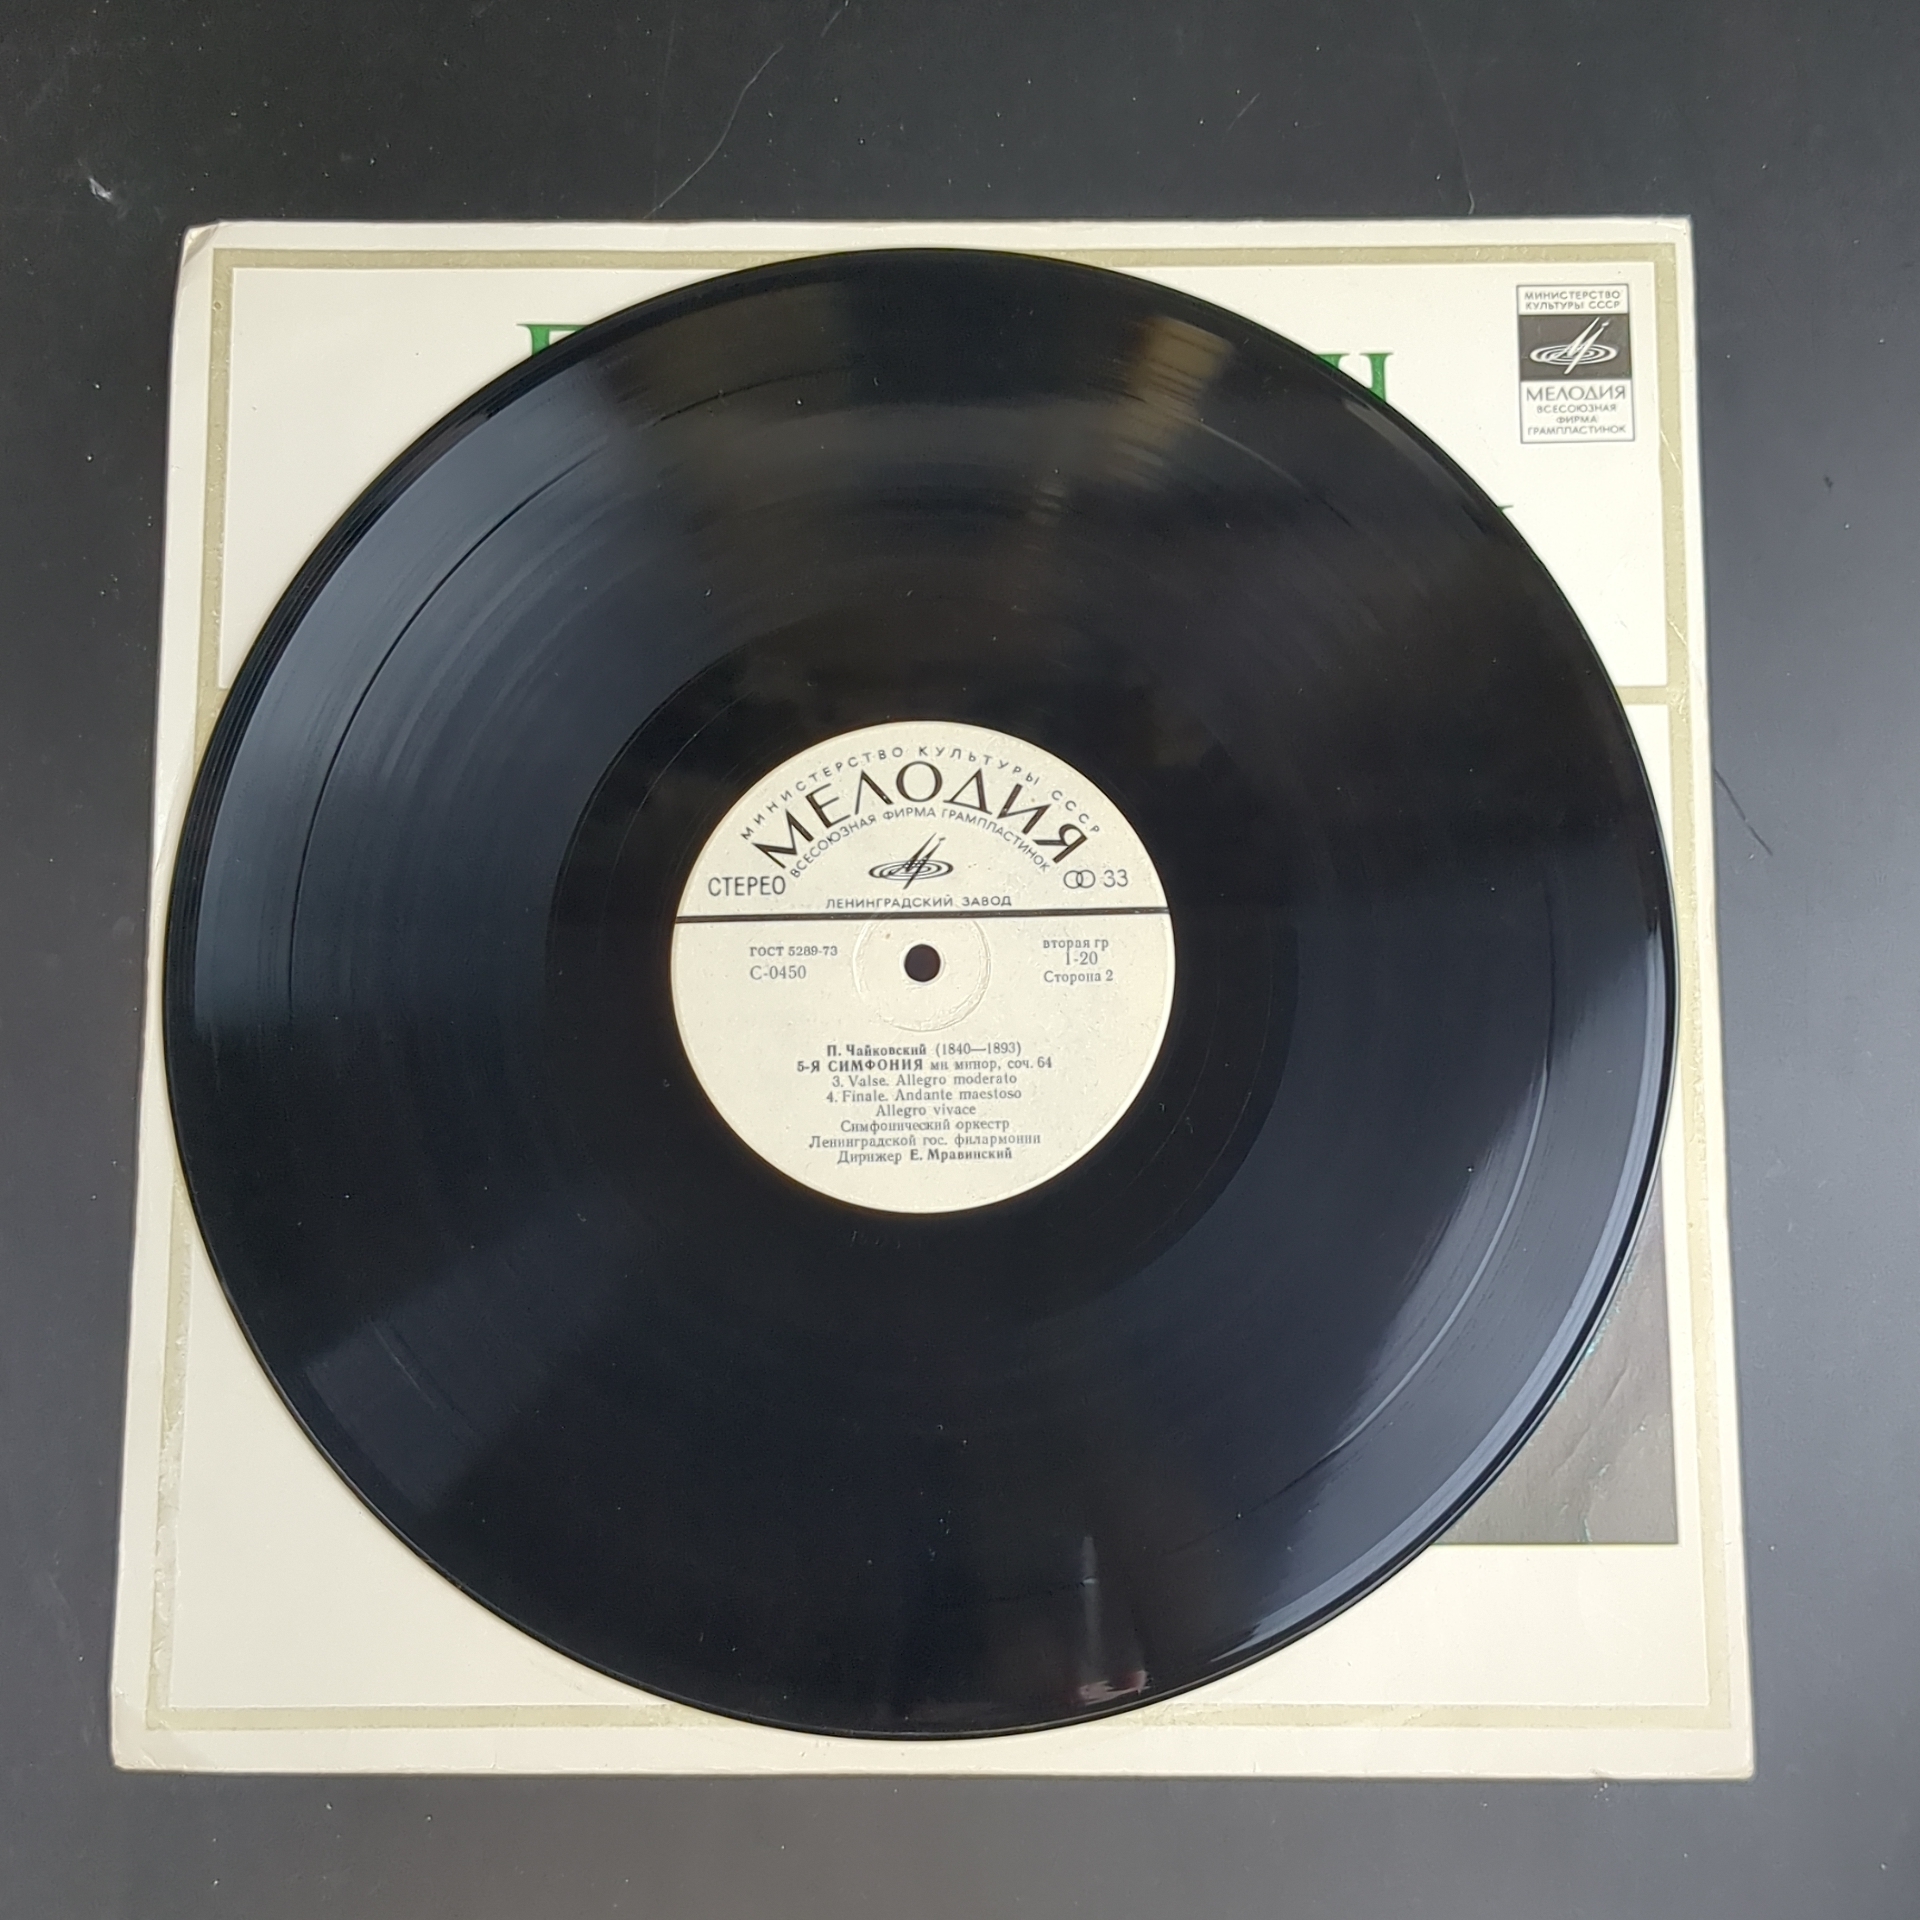 МИНИСТЕРСТВО
КУЛЬТУРЫ СССР
МЕЛОДИЯ
ВСЕСОЮЗНАЯ
ФИРМА
ГРАМПЛАСТИНОК
МИНИСТЕРСТВО КУЛЬТУРЫ СССР
МЕЛОДИЯ
ВСЕСОЮЗНАЯ ФИРМА ГРАМПЛАСТИНОК
СТЕРЕО
33
ЛЕНИНГРАДСКИЙ ЗАВОД
ГОСТ 5289-73
С-0450
вторая гр
1-20
Сторона 2
П. Чайковский (1840—1893)
5-Я СИМФОНИЯ ми минор, соч. 64
3. Valse. Allegro moderato
4. Finale. Andante maestoso
Allegro vivace
Симфонический оркестр
Ленинградской гос. филармонии
Дирижер Е. Мравинский